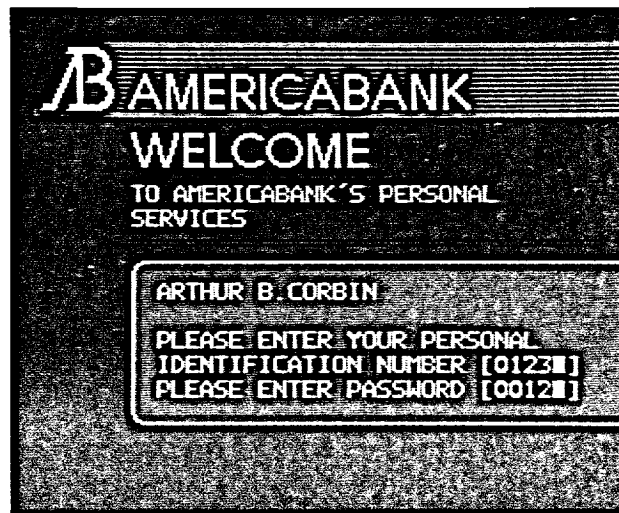 AB AMERICABANK
WELCOME
TO AMERICABANK'S PERSONAL
SERVICES
ARTHUR B. CORBIN
PLEASE ENTER YOUR PERSONAL
IDENTIFICATION NUMBER [0123■]
PLEASE ENTER PASSWORD [0012■]